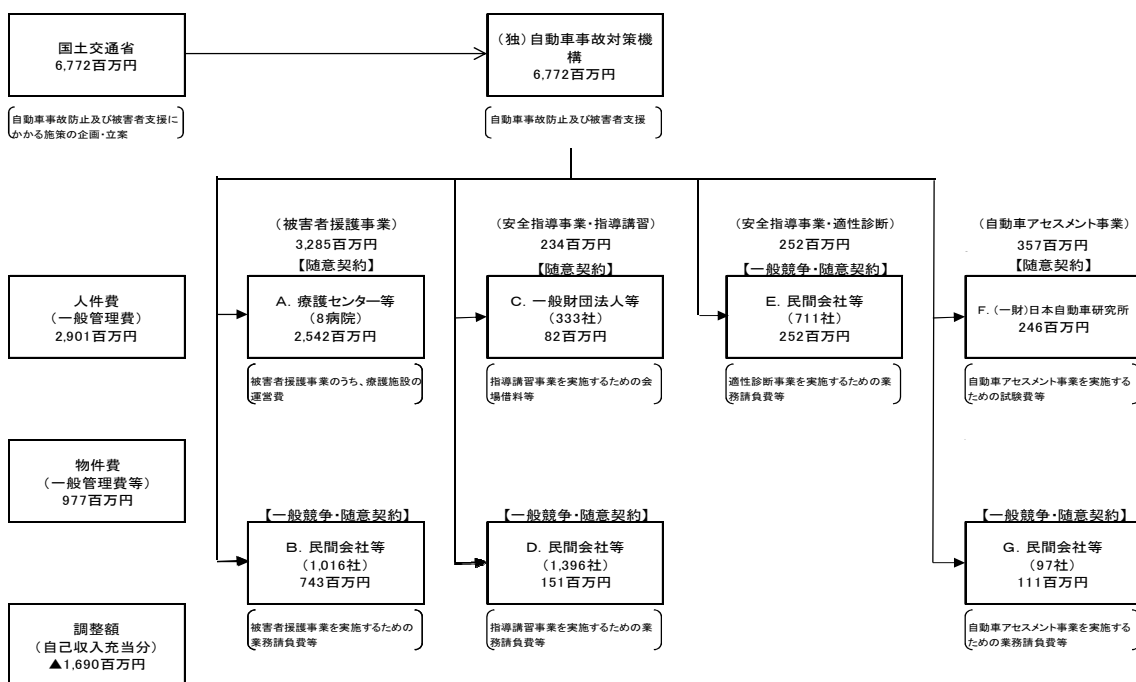 国土交通省
6,772百万円
(独)自動車事故対策機
構
6,772百万円
自動車事故防止及び被害者支援に
かかる施策の企画・立案
自動車事故防止及び被害者支援
(被害者援護事業)
3,285百万円
【随意契約】
(安全指導事業・指導講習)
234百万円
【随意契約】
(安全指導事業・適性診断)
252百万円
【一般競争・随意契約】
(自動車アセスメント事業)
357百万円
【随意契約】
人件費
(一般管理費)
2,901百万円
A. 療護センター等
(8病院)
2,542百万円
C. 一般財団法人等
(333社)
82百万円
E. 民間会社等
(711社)
252百万円
F. (一財)日本自動車研究所
246百万円
被害者援護事業のうち、療護施設の
運営費
指導講習事業を実施するための会
場借料等
適性診断事業を実施するための業
務請負費等
自動車アセスメント事業を実施する
ための試験費等
物件費
(一般管理費等)
977百万円
【一般競争・随意契約】
B. 民間会社等
(1,016社)
743百万円
【一般競争・随意契約】
D. 民間会社等
(1,396社)
151百万円
【一般競争・随意契約】
G. 民間会社等
(97社)
111百万円
被害者援護事業を実施するための
業務請負費等
指導講習事業を実施するための業
務請負費等
自動車アセスメント事業を実施する
ための業務請負費等
調整額
(自己収入充当分)
▲1,690百万円